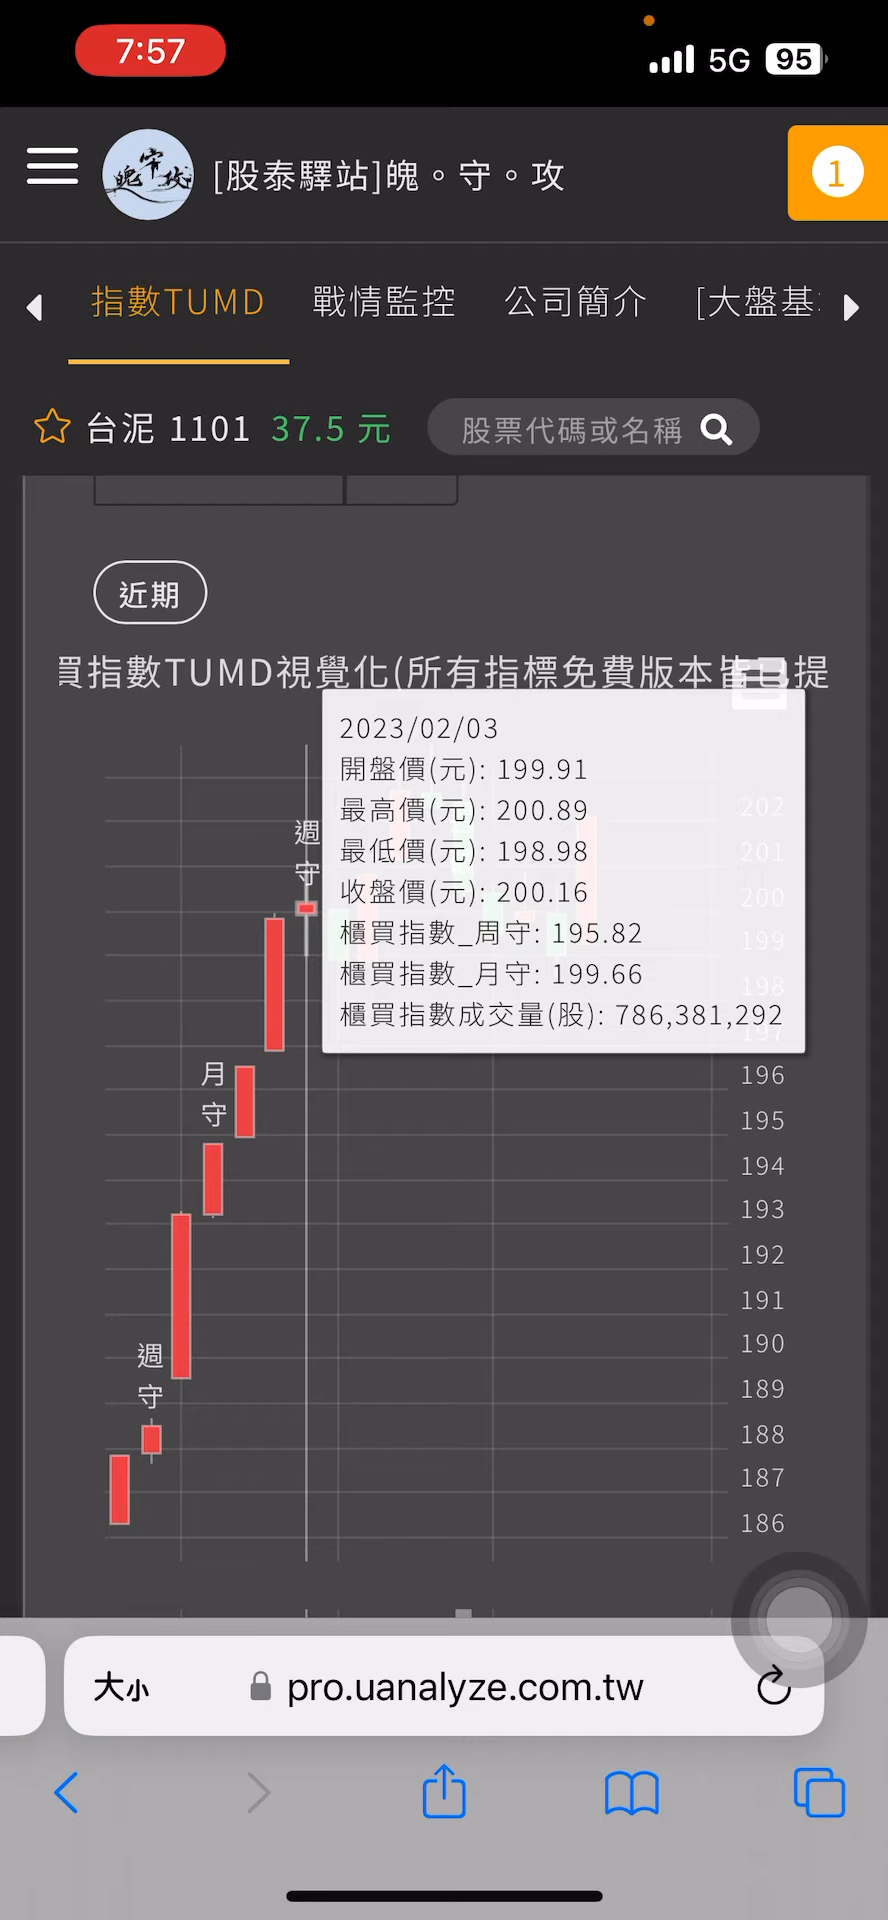 7:57
5G 95
[股泰驛站]魄。守。攻
1
指數TUMD 戰情監控 公司簡介 [大盤基
台泥 1101 37.5 元
股票代碼或名稱
近期
買指數TUMD視覺化(所有指標免費版本皆已提
2023/02/03
開盤價(元): 199.91
最高價(元): 200.89
最低價(元): 198.98
收盤價(元): 200.16
櫃買指數_周守: 195.82
櫃買指數_月守: 199.66
櫃買指數成交量(股): 786,381,292
週守
月守
週守
202
201
200
199
198
197
196
195
194
193
192
191
190
189
188
187
186
大小
pro.uanalyze.com.tw